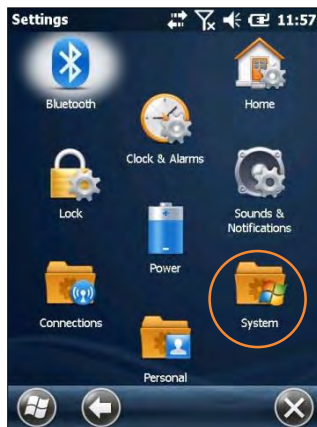 Settings 11:57
Bluetooth
Home
Clock & Alarms
Lock
Sounds &
Notifications
Power
Connections
System
Personal